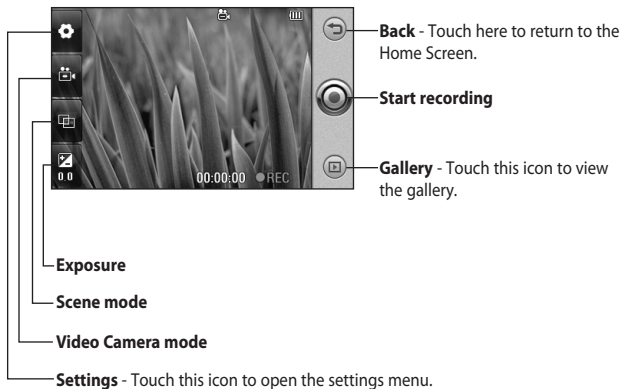 Back - Touch here to return to the
Home Screen.
Start recording
Gallery - Touch this icon to view
the gallery.
0.0
00:00:00 REC
Exposure
Scene mode
Video Camera mode
Settings - Touch this icon to open the settings menu.